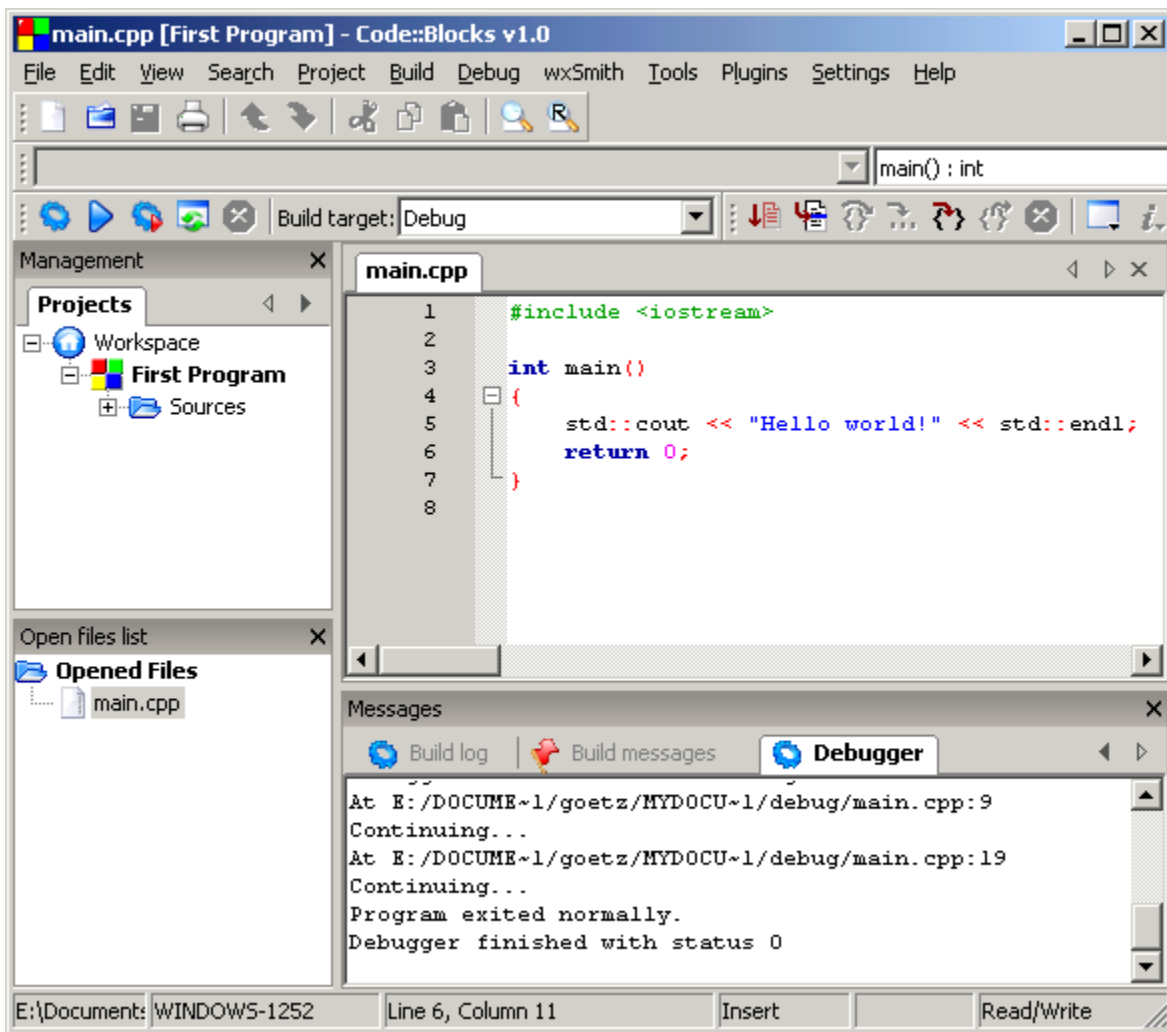 main.cpp [First Program] - Code::Blocks v1.0
File Edit View Search Project Build Debug wxSmith Tools Plugins Settings Help
R
main() : int
Build target: Debug
Management
Projects
Workspace
First Program
Sources
main.cpp
1 #include <iostream>
2
3 int main()
4 {
5 std::cout << "Hello world!" << std::endl;
6 return 0;
7 }
8
Open files list
Opened Files
main.cpp
Messages
Build log Build messages Debugger
At E:/DOCUME~1/goetz/MYDOCU~1/debug/main.cpp:9
Continuing...
At E:/DOCUME~1/goetz/MYDOCU~1/debug/main.cpp:19
Continuing...
Program exited normally.
Debugger finished with status 0
E:\Document: WINDOWS-1252 Line 6, Column 11 Insert Read/Write